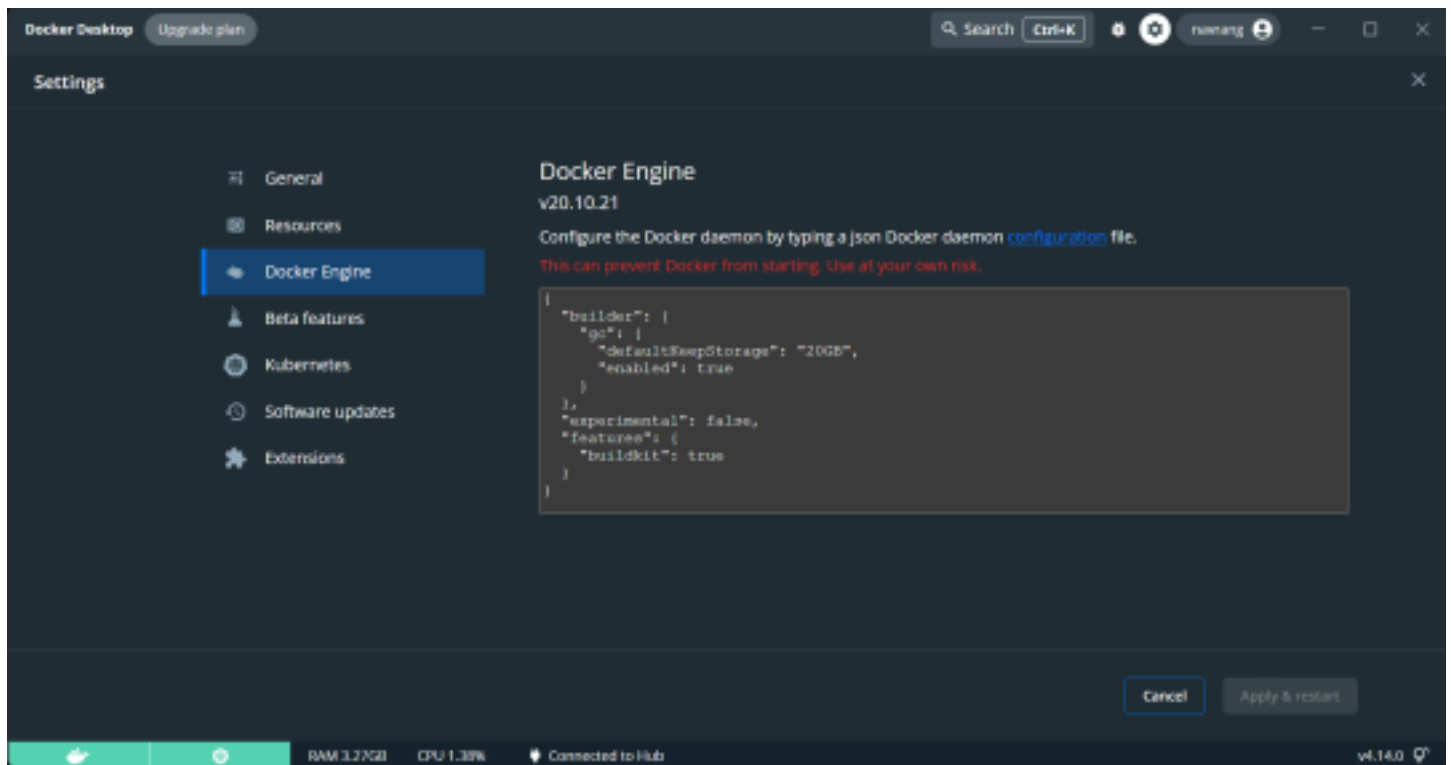 Docker Desktop Upgrade plan Search Ctrl+K
Settings
General
Resources
Docker Engine
Beta features
Kubernetes
Software updates
Extensions
Docker Engine
v20.10.21
Configure the Docker daemon by typing a json Docker daemon configuration file.
This can prevent Docker from starting. Use at your own risk.
{
"builder": {
"gc": {
"defaultKeepStorage": "20GB",
"enabled": true
}
},
"experimental": false,
"features": {
"buildkit": true
}
}
Cancel Apply & restart
RAM 3.27GB CPU 1.38% Connected to Hub v4.14.0